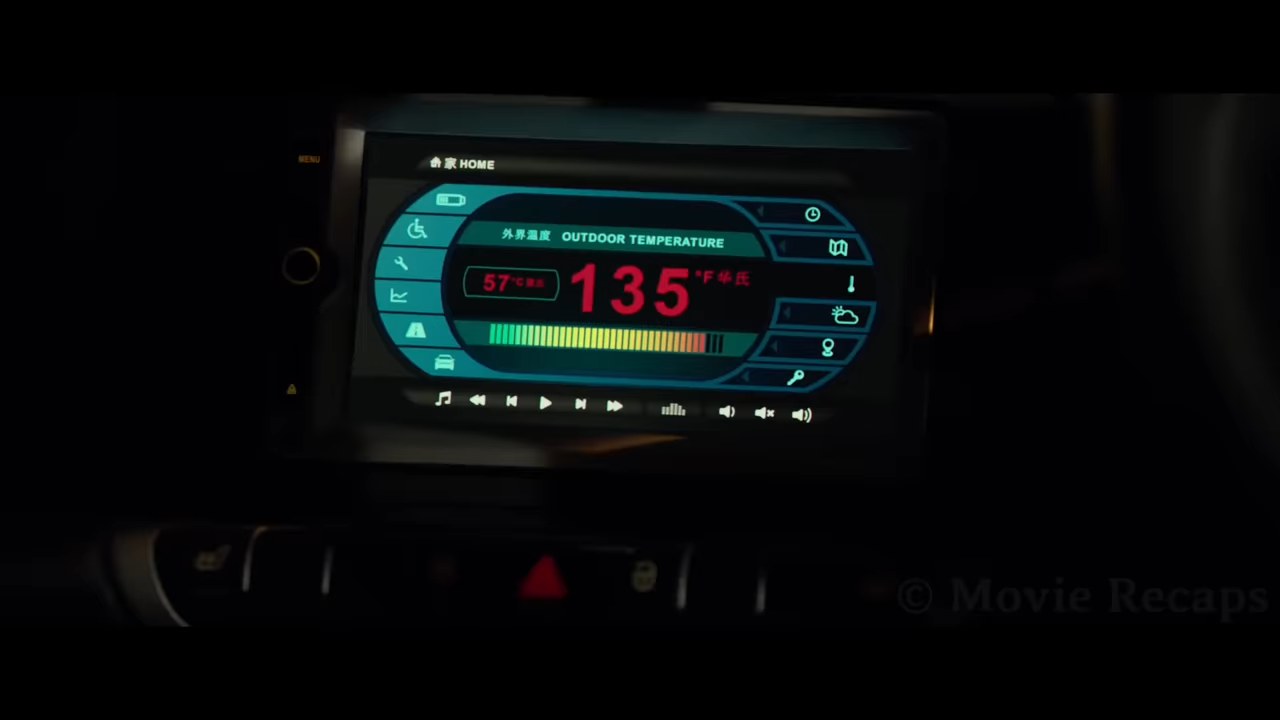 MENU
家 HOME
外界温度 OUTDOOR TEMPERATURE
57 °C 135 °F 华氏
© Movie Recaps